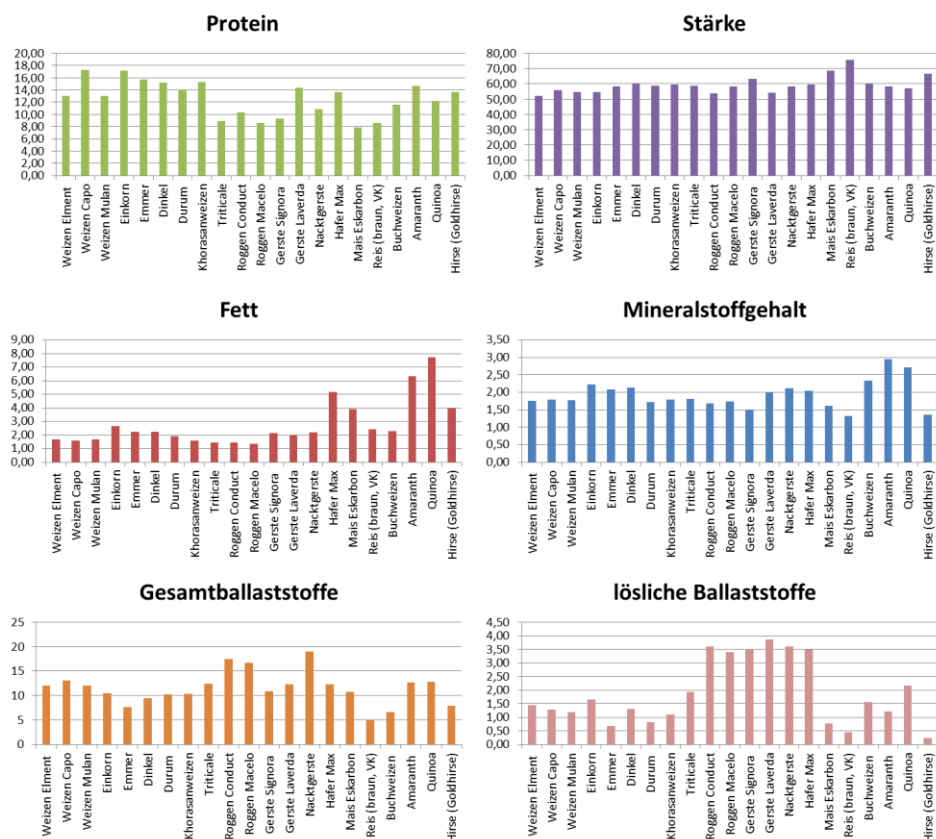 Protein
20,00
18,00
16,00
14,00
12,00
10,00
8,00
6,00
4,00
2,00
0,00
Weizen Elment
Weizen Capo
Weizen Mulan
Einkorn
Emmer
Dinkel
Durum
Khorasanweizen
Triticale
Roggen Conduct
Roggen Macelo
Gerste Signora
Gerste Laverda
Nacktgerste
Hafer Max
Mais Eskarbon
Reis (braun, VK)
Buchweizen
Amaranth
Quinoa
Hirse (Goldhirse)
Stärke
80,00
70,00
60,00
50,00
40,00
30,00
20,00
10,00
0,00
Weizen Elment
Weizen Capo
Weizen Mulan
Einkorn
Emmer
Dinkel
Durum
Khorasanweizen
Triticale
Roggen Conduct
Roggen Macelo
Gerste Signora
Gerste Laverda
Nacktgerste
Hafer Max
Mais Eskarbon
Reis (braun, VK)
Buchweizen
Amaranth
Quinoa
Hirse (Goldhirse)
Fett
9,00
8,00
7,00
6,00
5,00
4,00
3,00
2,00
1,00
0,00
Weizen Elment
Weizen Capo
Weizen Mulan
Einkorn
Emmer
Dinkel
Durum
Khorasanweizen
Triticale
Roggen Conduct
Roggen Macelo
Gerste Signora
Gerste Laverda
Nacktgerste
Hafer Max
Mais Eskarbon
Reis (braun, VK)
Buchweizen
Amaranth
Quinoa
Hirse (Goldhirse)
Mineralstoffgehalt
3,50
3,00
2,50
2,00
1,50
1,00
0,50
0,00
Weizen Elment
Weizen Capo
Weizen Mulan
Einkorn
Emmer
Dinkel
Durum
Khorasanweizen
Triticale
Roggen Conduct
Roggen Macelo
Gerste Signora
Gerste Laverda
Nacktgerste
Hafer Max
Mais Eskarbon
Reis (braun, VK)
Buchweizen
Amaranth
Quinoa
Hirse (Goldhirse)
Gesamtballaststoffe
25
20
15
10
5
0
Weizen Elment
Weizen Capo
Weizen Mulan
Einkorn
Emmer
Dinkel
Durum
Khorasanweizen
Triticale
Roggen Conduct
Roggen Macelo
Gerste Signora
Gerste Laverda
Nacktgerste
Hafer Max
Mais Eskarbon
Reis (braun, VK)
Buchweizen
Amaranth
Quinoa
Hirse (Goldhirse)
lösliche Ballaststoffe
4,50
4,00
3,50
3,00
2,50
2,00
1,50
1,00
0,50
0,00
Weizen Elment
Weizen Capo
Weizen Mulan
Einkorn
Emmer
Dinkel
Durum
Khorasanweizen
Triticale
Roggen Conduct
Roggen Macelo
Gerste Signora
Gerste Laverda
Nacktgerste
Hafer Max
Mais Eskarbon
Reis (braun, VK)
Buchweizen
Amaranth
Quinoa
Hirse (Goldhirse)